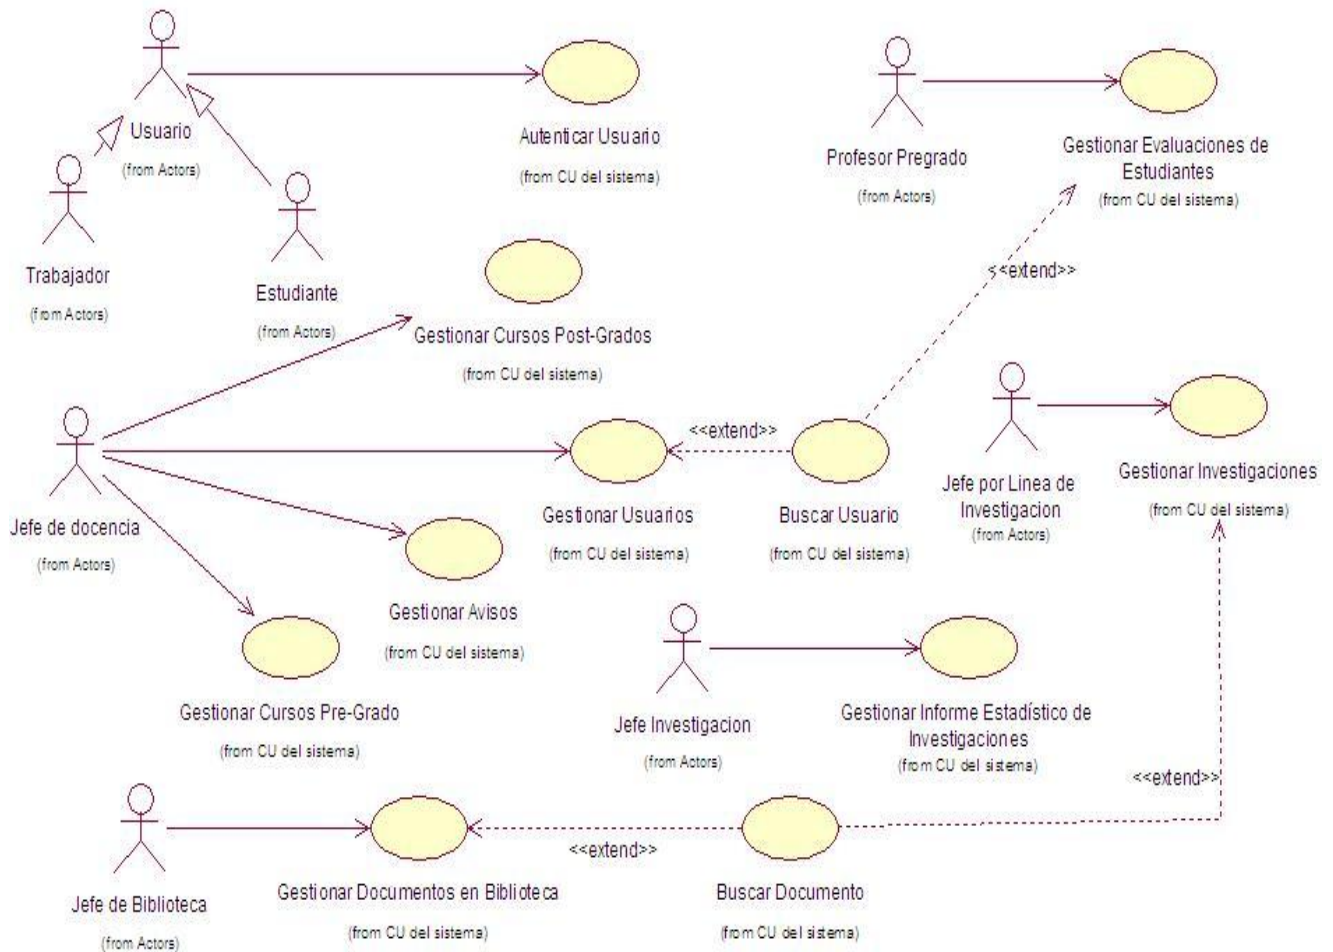 Usuario
(from Actors)
Autenticar Usuario
(from CU del sistema)
Profesor Pregrado
(from Actors)
Gestionar Evaluaciones de
Estudiantes
(from CU del sistema)
Trabajador
(from Actors)
Estudiante
(from Actors)
<<extend>>
Gestionar Cursos Post-Grados
(from CU del sistema)
Jefe de docencia
(from Actors)
<<extend>>
Gestionar Usuarios
(from CU del sistema)
Buscar Usuario
(from CU del sistema)
Jefe por Linea de
Investigacion
(from Actors)
Gestionar Investigaciones
(from CU del sistema)
Gestionar Avisos
(from CU del sistema)
Gestionar Cursos Pre-Grado
(from CU del sistema)
Jefe Investigacion
(from Actors)
Gestionar Informe Estadístico de
Investigaciones
(from CU del sistema)
<<extend>>
Jefe de Biblioteca
(from Actors)
Gestionar Documentos en Biblioteca
(from CU del sistema)
<<extend>>
Buscar Documento
(from CU del sistema)